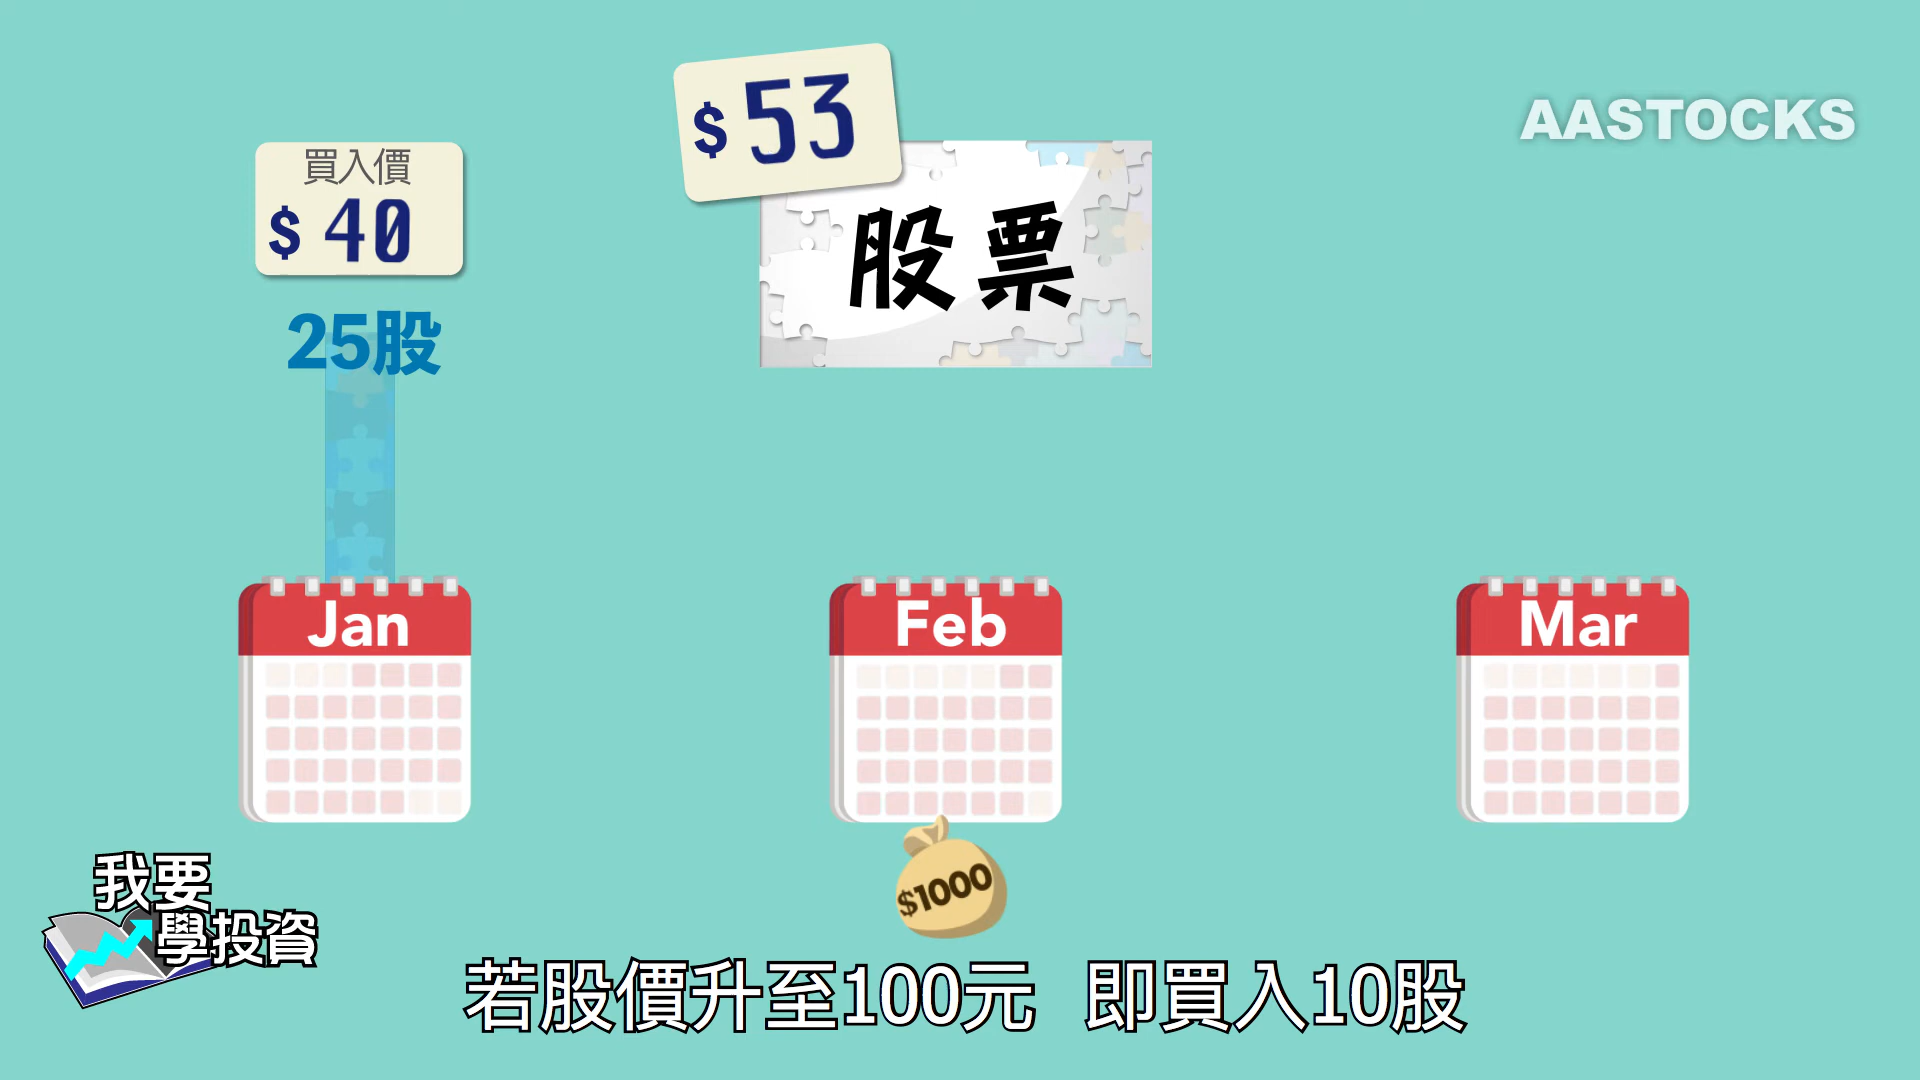 $ 53
AASTOCKS
買入價
$ 40
股票
25股
Jan
Feb
Mar
$1000
我要
學投資
若股價升至100元 即買入10股